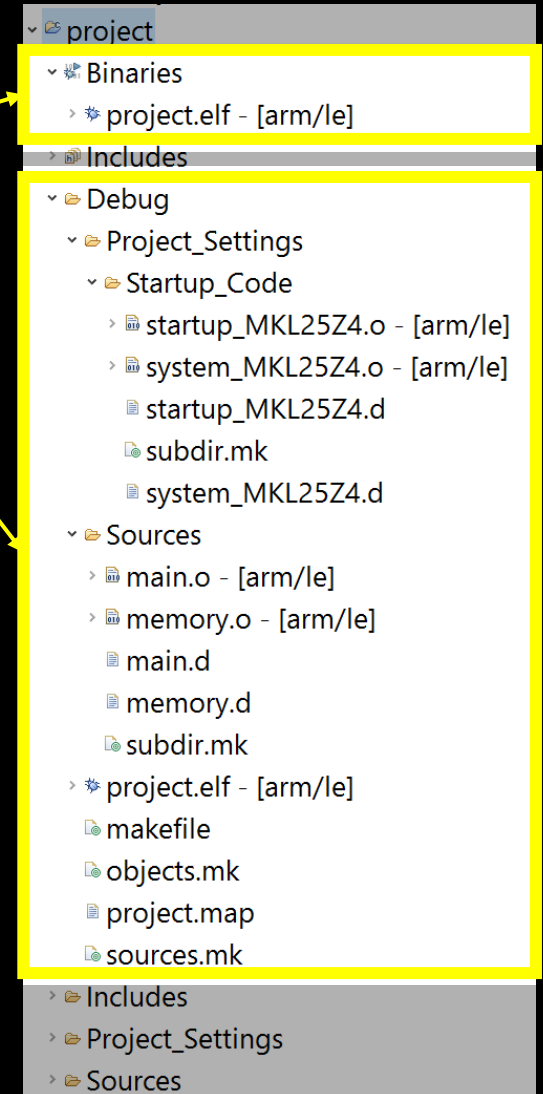 project
Binaries
project.elf - [arm/le]
Includes
Debug
Project_Settings
Startup_Code
startup_MKL25Z4.o - [arm/le]
system_MKL25Z4.o - [arm/le]
startup_MKL25Z4.d
subdir.mk
system_MKL25Z4.d
Sources
main.o - [arm/le]
memory.o - [arm/le]
main.d
memory.d
subdir.mk
project.elf - [arm/le]
makefile
objects.mk
project.map
sources.mk
Includes
Project_Settings
Sources